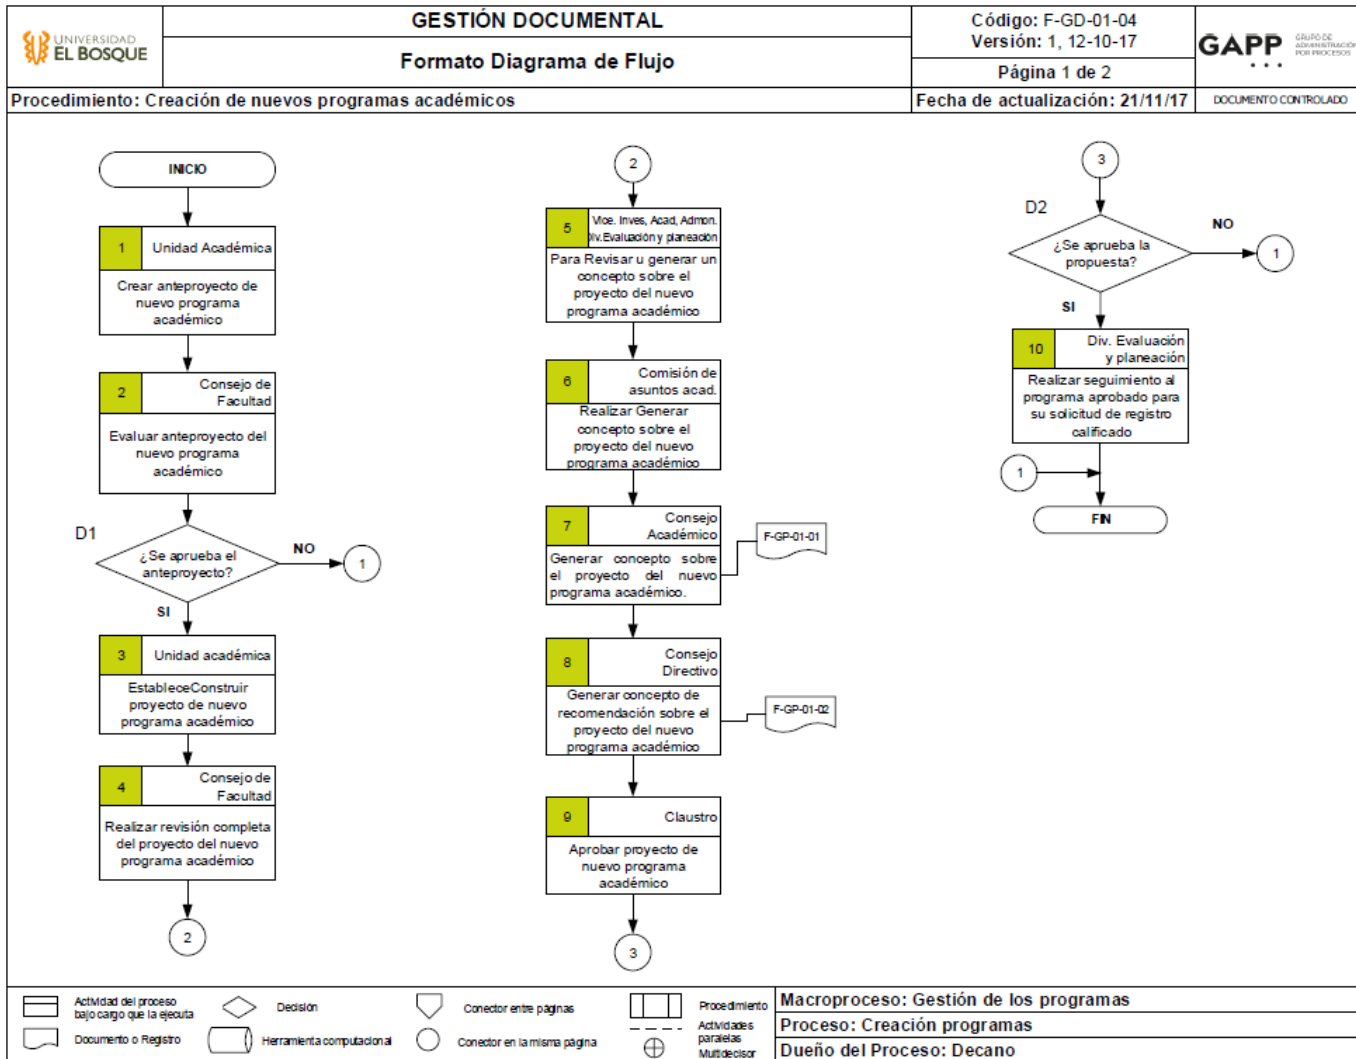 UNIVERSIDAD
EL BOSQUE
GESTIÓN DOCUMENTAL
Formato Diagrama de Flujo
Código: F-GD-01-04
Versión: 1, 12-10-17
Página 1 de 2
GAPP
GRUPO DE
ADMINISTRACIÓN
POR PROCESOS
Procedimiento: Creación de nuevos programas académicos
Fecha de actualización: 21/11/17
DOCUMENTO CONTROLADO
INICIO
1
Unidad Académica
Crear anteproyecto de
nuevo programa
académico
2
Consejo de
Facultad
Evaluar anteproyecto del
nuevo programa
académico
D1
¿Se aprueba el
anteproyecto?
NO
1
SI
3
Unidad académica
EstableceConstruir
proyecto de nuevo
programa académico
4
Consejo de
Facultad
Realizar revisión completa
del proyecto del nuevo
programa académico
2
2
5
Vice. Inves, Acad, Admon.
Div.Evaluación y planeación
Para Revisar u generar un
concepto sobre el
proyecto del nuevo
programa académico
6
Comisión de
asuntos acad.
Realizar Generar
concepto sobre el
proyecto del nuevo
programa académico
7
Consejo
Académico
Generar concepto sobre
el proyecto del nuevo
programa académico.
F-GP-01-01
8
Consejo
Directivo
Generar concepto de
recomendación sobre el
proyecto del nuevo
programa académico
F-GP-01-02
9
Claustro
Aprobar proyecto de
nuevo programa
académico
3
3
D2
¿Se aprueba la
propuesta?
NO
1
SI
10
Div. Evaluación
y planeación
Realizar seguimiento al
programa aprobado para
su solicitud de registro
calificado
1
FIN
Actividad del proceso
bajo cargo que la ejecuta
Documento o Registro
Decisión
Herramienta computacional
Conector entre páginas
Conector en la misma página
Procedimiento
Actividades
paralelas
Multidecisor
Macroproceso: Gestión de los programas
Proceso: Creación programas
Dueño del Proceso: Decano